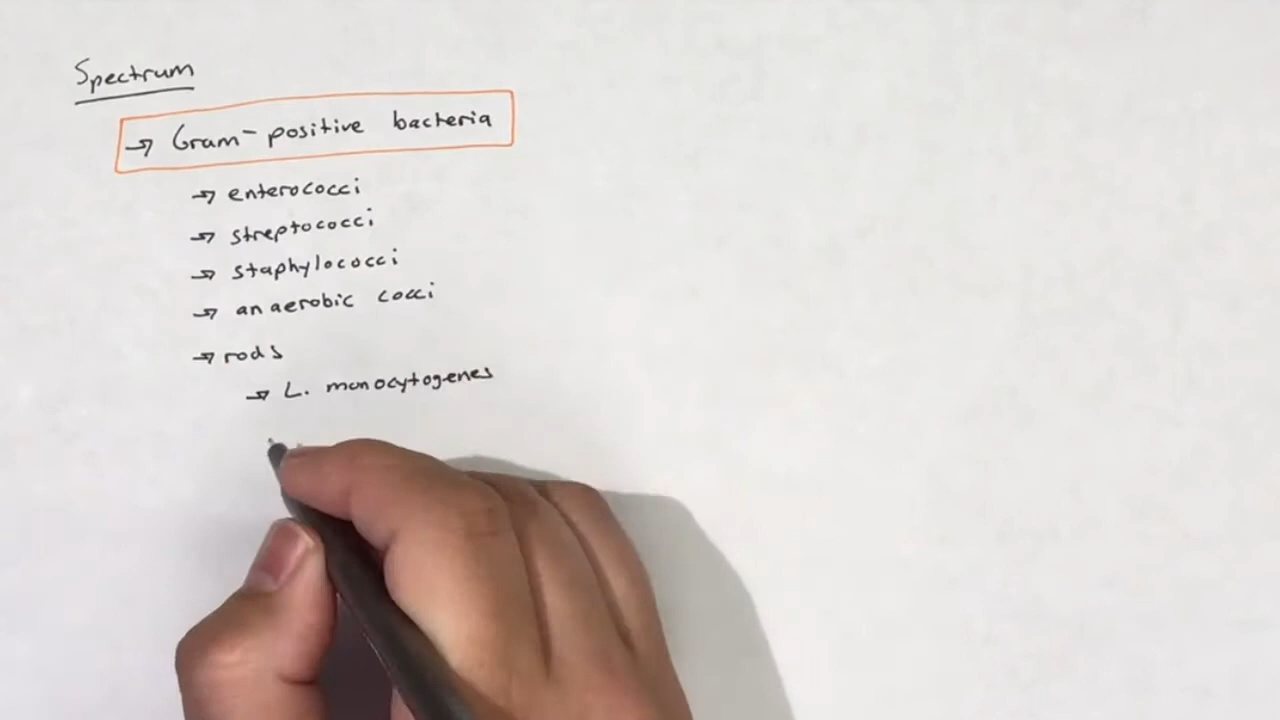 Spectrum
→ Gram-positive bacteria
→ enterococci
→ streptococci
→ staphylococci
→ anaerobic cocci
→ rods
→ L. monocytogenes